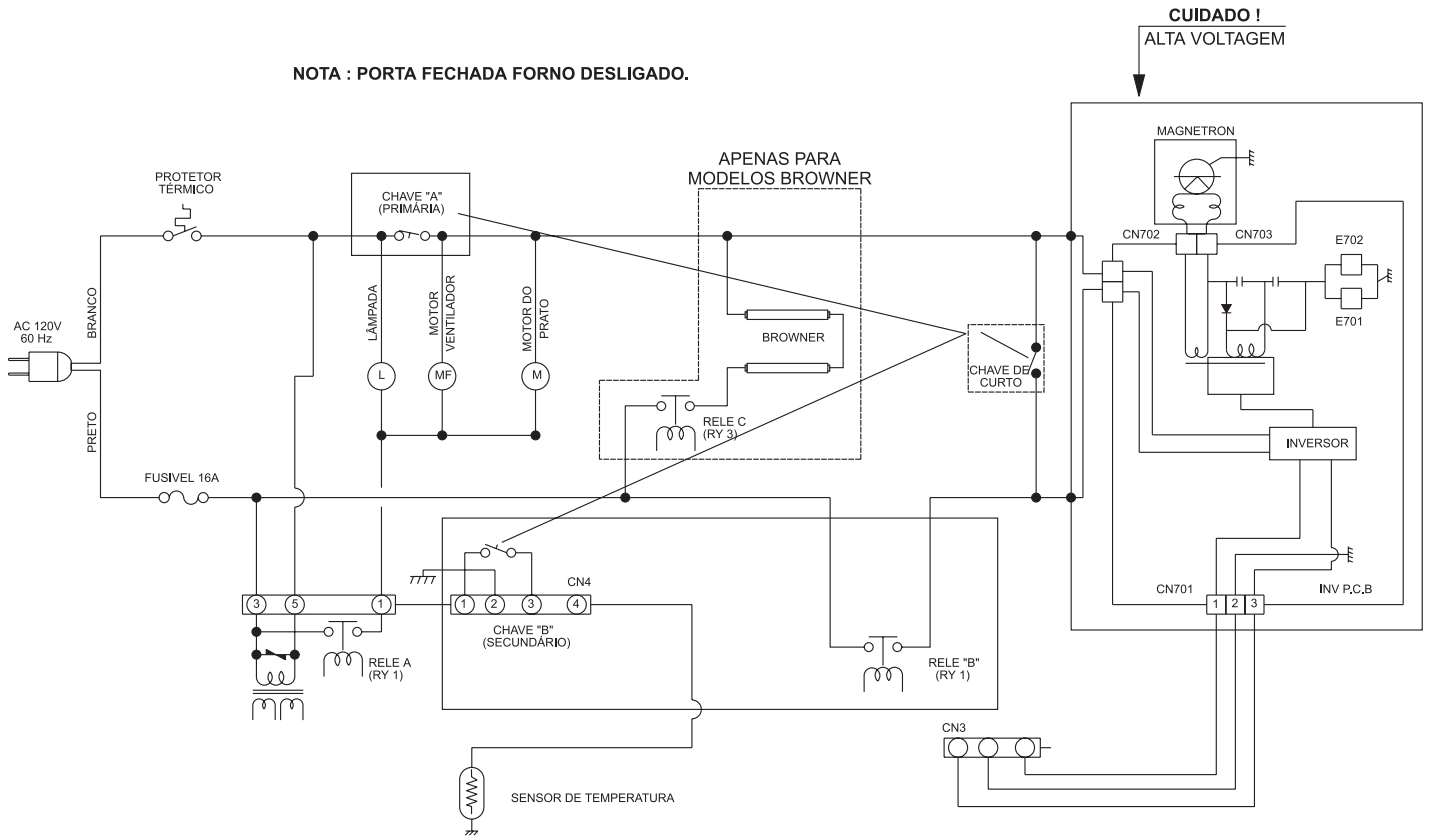 CUIDADO !
ALTA VOLTAGEM
NOTA : PORTA FECHADA FORNO DESLIGADO.
MAGNETRON
APENAS PARA
MODELOS BROWNER
PROTETOR
TÉRMICO
CHAVE "A"
(PRIMÁRIA)
CN702
CN703
E702
E701
BRANCO
LÂMPADA
MOTOR
VENTILADOR
MOTOR DO
PRATO
AC 120V
60 Hz
BROWNER
L
MF
M
CHAVE DE
CURTO
PRETO
RELE C
(RY 3)
INVERSOR
FUSIVEL 16A
CN4
3
5
1
1
2
3
4
CHAVE "B"
(SECUNDÁRIO)
CN701
1
2
3
INV P.C.B
RELE A
(RY 1)
RELE "B"
(RY 1)
CN3
SENSOR DE TEMPERATURA